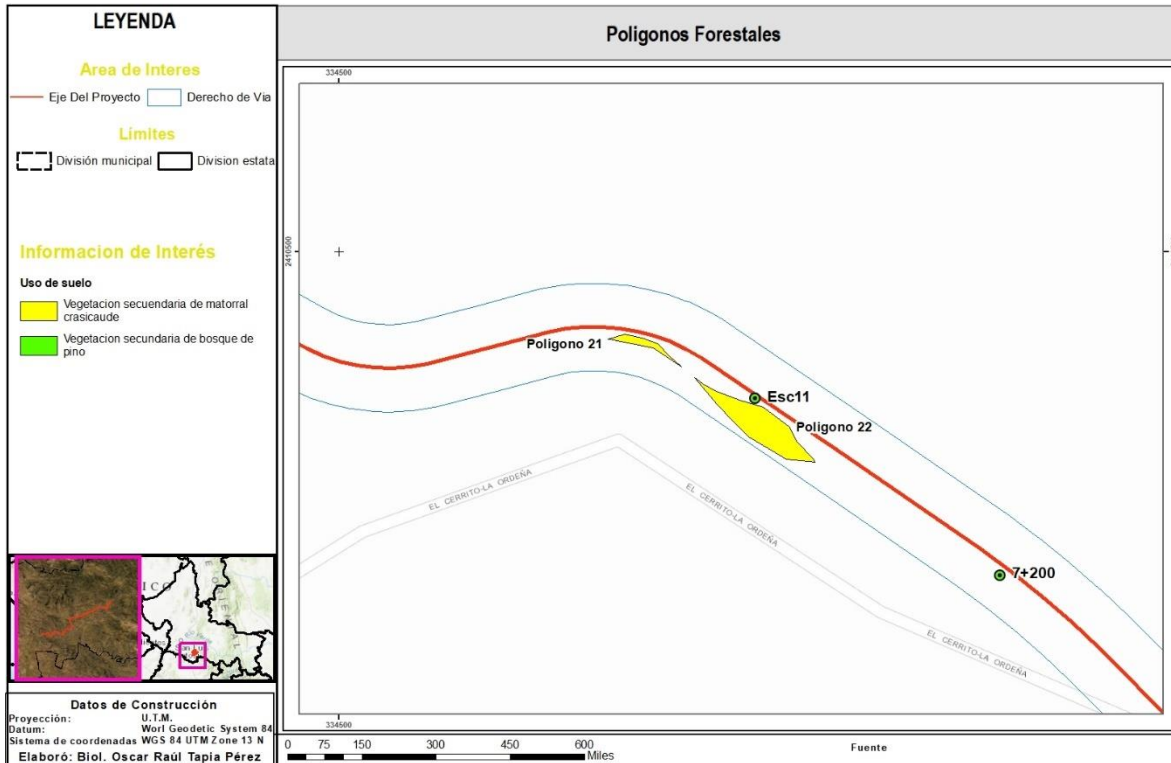 LEYENDA
Area de Interes
Eje Del Proyecto
Derecho de Via
Límites
División municipal
Division estata
Informacion de Interés
Uso de suelo
Vegetacion secuendaria de matorral
crasicaude
Vegetacion secundaria de bosque de
pino
Datos de Construcción
Proyección: U.T.M.
Datum: Worl Geodetic System 84
Sistema de coordenadas WGS 84 UTM Zone 13 N
Elaboró: Biol. Oscar Raúl Tapia Pérez
Poligonos Forestales
334500
2410500
Poligono 21
Esc11
Poligono 22
7+200
EL CERRITO-LA ORDEÑA
EL CERRITO-LA ORDEÑA
EL CERRITO-LA ORDEÑA
334500
0 75 150 300 450 600
Miles
Fuente